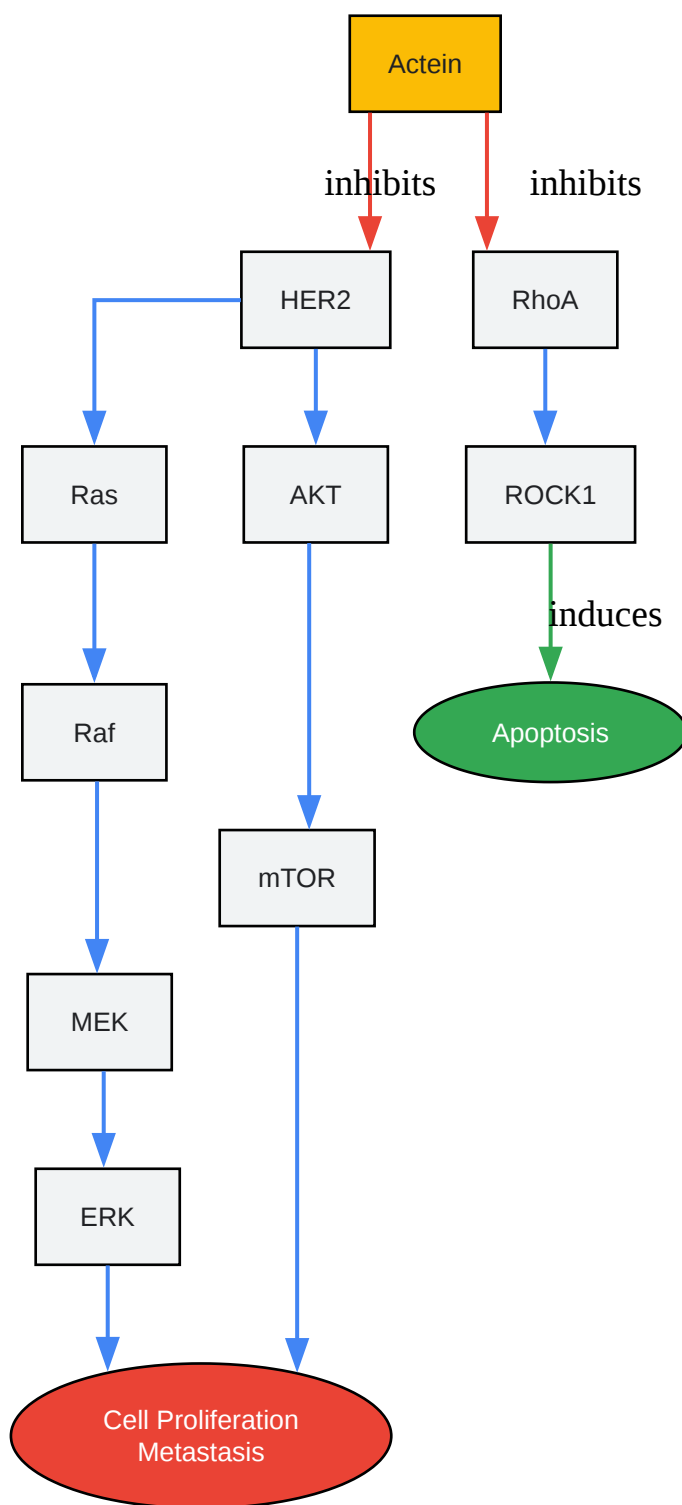 Actein
inhibits
inhibits
HER2
RhoA
Ras
AKT
ROCK1
induces
Raf
Apoptosis
mTOR
MEK
ERK
Cell Proliferation
Metastasis